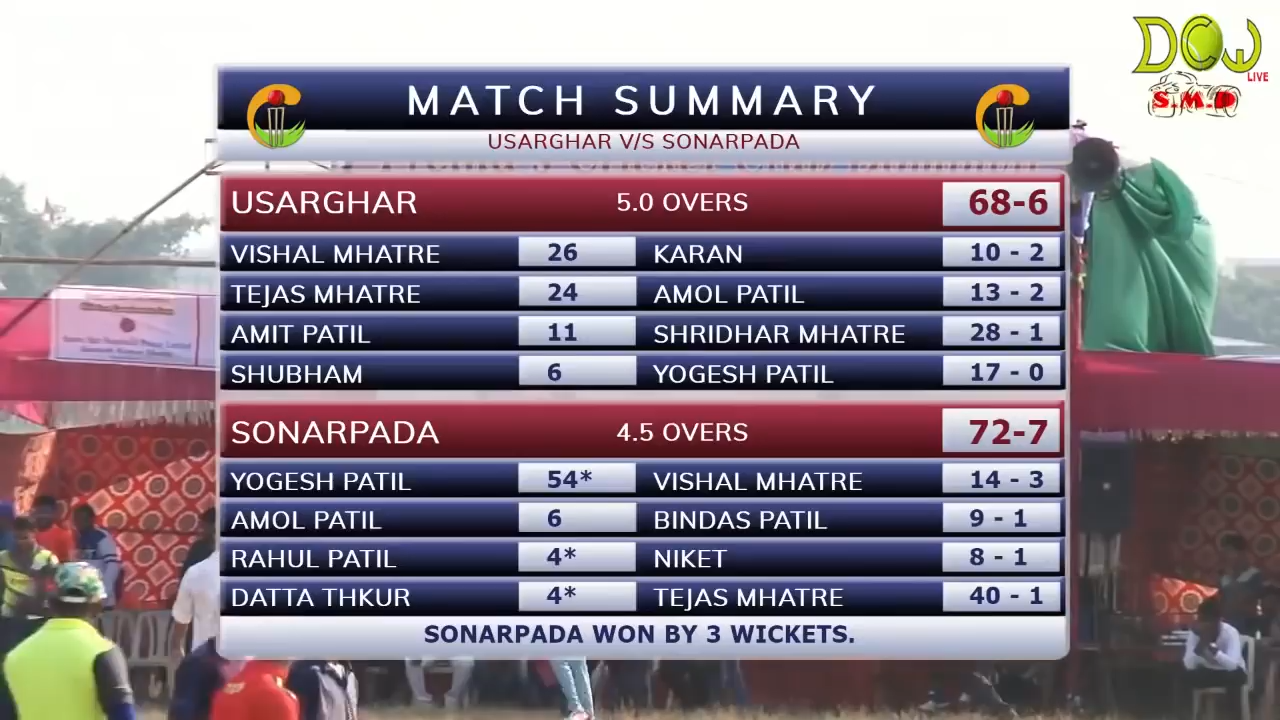 DCW
LIVE
S.M.D
MATCH SUMMARY
USARGHAR V/S SONARPADA
USARGHAR 5.0 OVERS 68-6
VISHAL MHATRE 26 KARAN 10 - 2
TEJAS MHATRE 24 AMOL PATIL 13 - 2
AMIT PATIL 11 SHRIDHAR MHATRE 28 - 1
SHUBHAM 6 YOGESH PATIL 17 - 0
SONARPADA 4.5 OVERS 72-7
YOGESH PATIL 54* VISHAL MHATRE 14 - 3
AMOL PATIL 6 BINDAS PATIL 9 - 1
RAHUL PATIL 4* NIKET 8 - 1
DATTA THKUR 4* TEJAS MHATRE 40 - 1
SONARPADA WON BY 3 WICKETS.